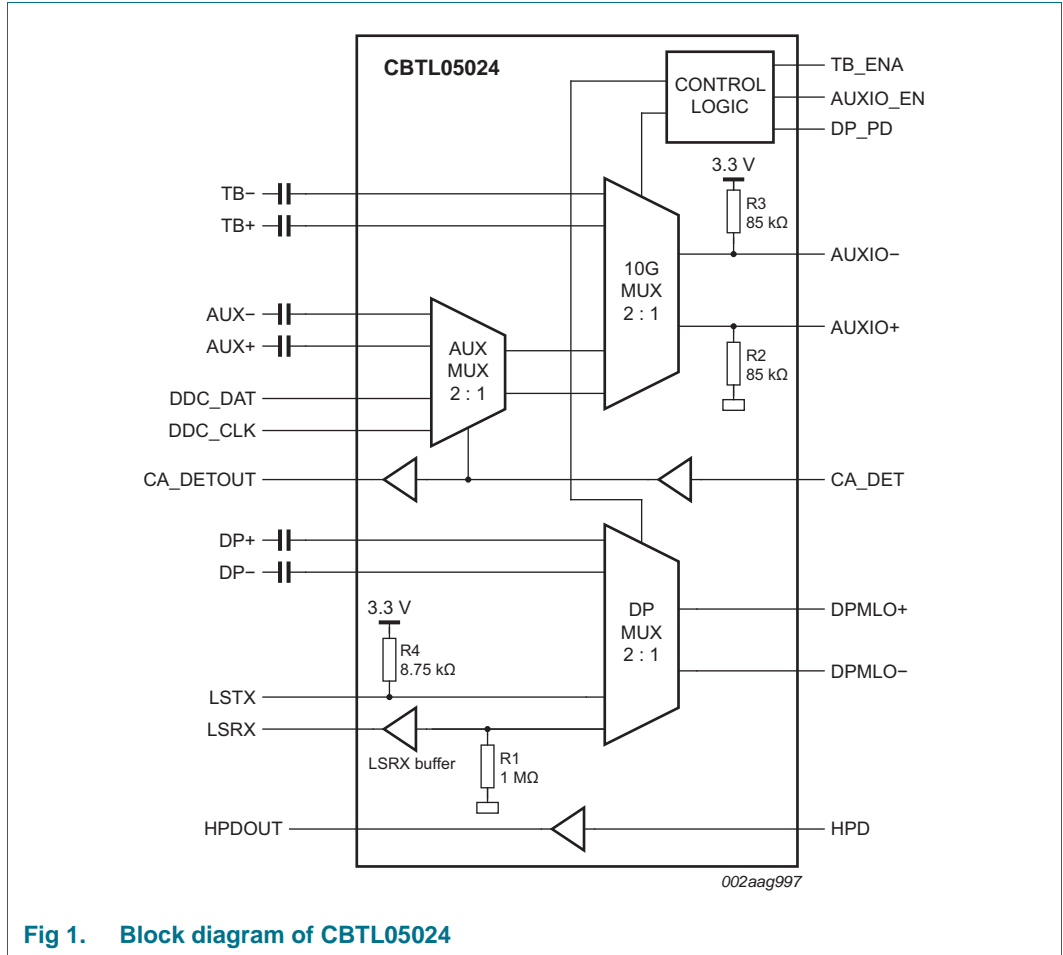 CBTL05024
CONTROL
LOGIC
TB_ENA
AUXIO_EN
DP_PD
3.3 V
R3
85 kΩ
TB−
TB+
10G
MUX
2 : 1
AUXIO−
AUXIO+
AUX−
AUX+
AUX
MUX
2 : 1
R2
85 kΩ
DDC_DAT
DDC_CLK
CA_DETOUT
CA_DET
DP+
DP−
DP
MUX
2 : 1
DPMLO+
DPMLO−
3.3 V
R4
8.75 kΩ
LSTX
LSRX
LSRX buffer
R1
1 MΩ
HPDOUT
HPD
002aag997
Fig 1. Block diagram of CBTL05024